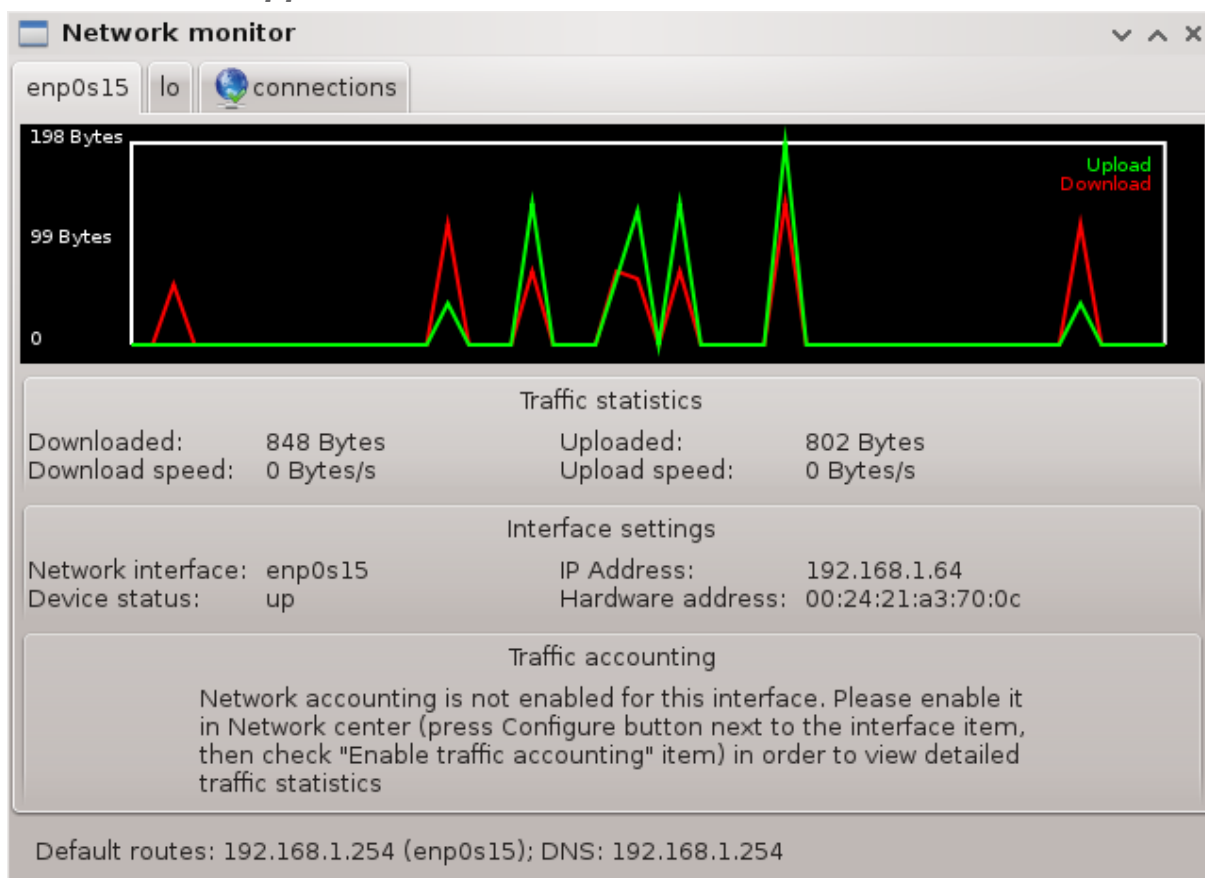 Network monitor
enp0s15 lo connections
198 Bytes
Upload
Download
99 Bytes
0
Traffic statistics
Downloaded: 848 Bytes Uploaded: 802 Bytes
Download speed: 0 Bytes/s Upload speed: 0 Bytes/s
Interface settings
Network interface: enp0s15 IP Address: 192.168.1.64
Device status: up Hardware address: 00:24:21:a3:70:0c
Traffic accounting
Network accounting is not enabled for this interface. Please enable it
in Network center (press Configure button next to the interface item,
then check "Enable traffic accounting" item) in order to view detailed
traffic statistics
Default routes: 192.168.1.254 (enp0s15); DNS: 192.168.1.254